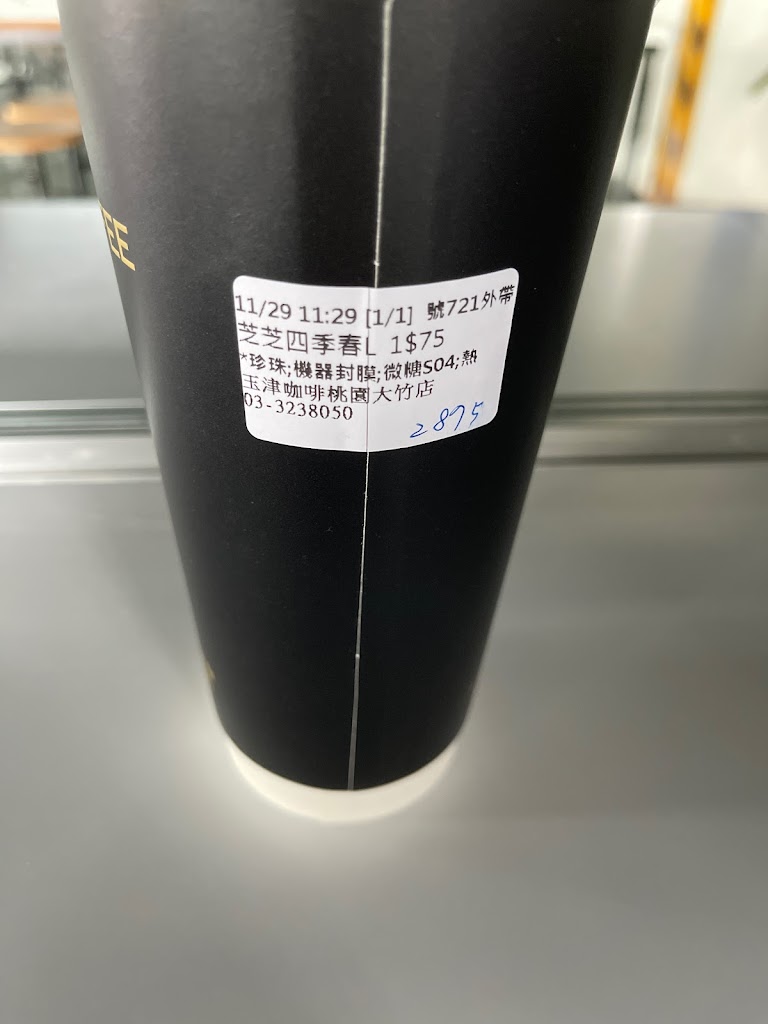 EE
11/29 11:29 [1/1] 號721外帶
芝芝四季春L 1$75
*珍珠;機器封膜;微糖S04;熱
玉津咖啡桃園大竹店
03-3238050
2875